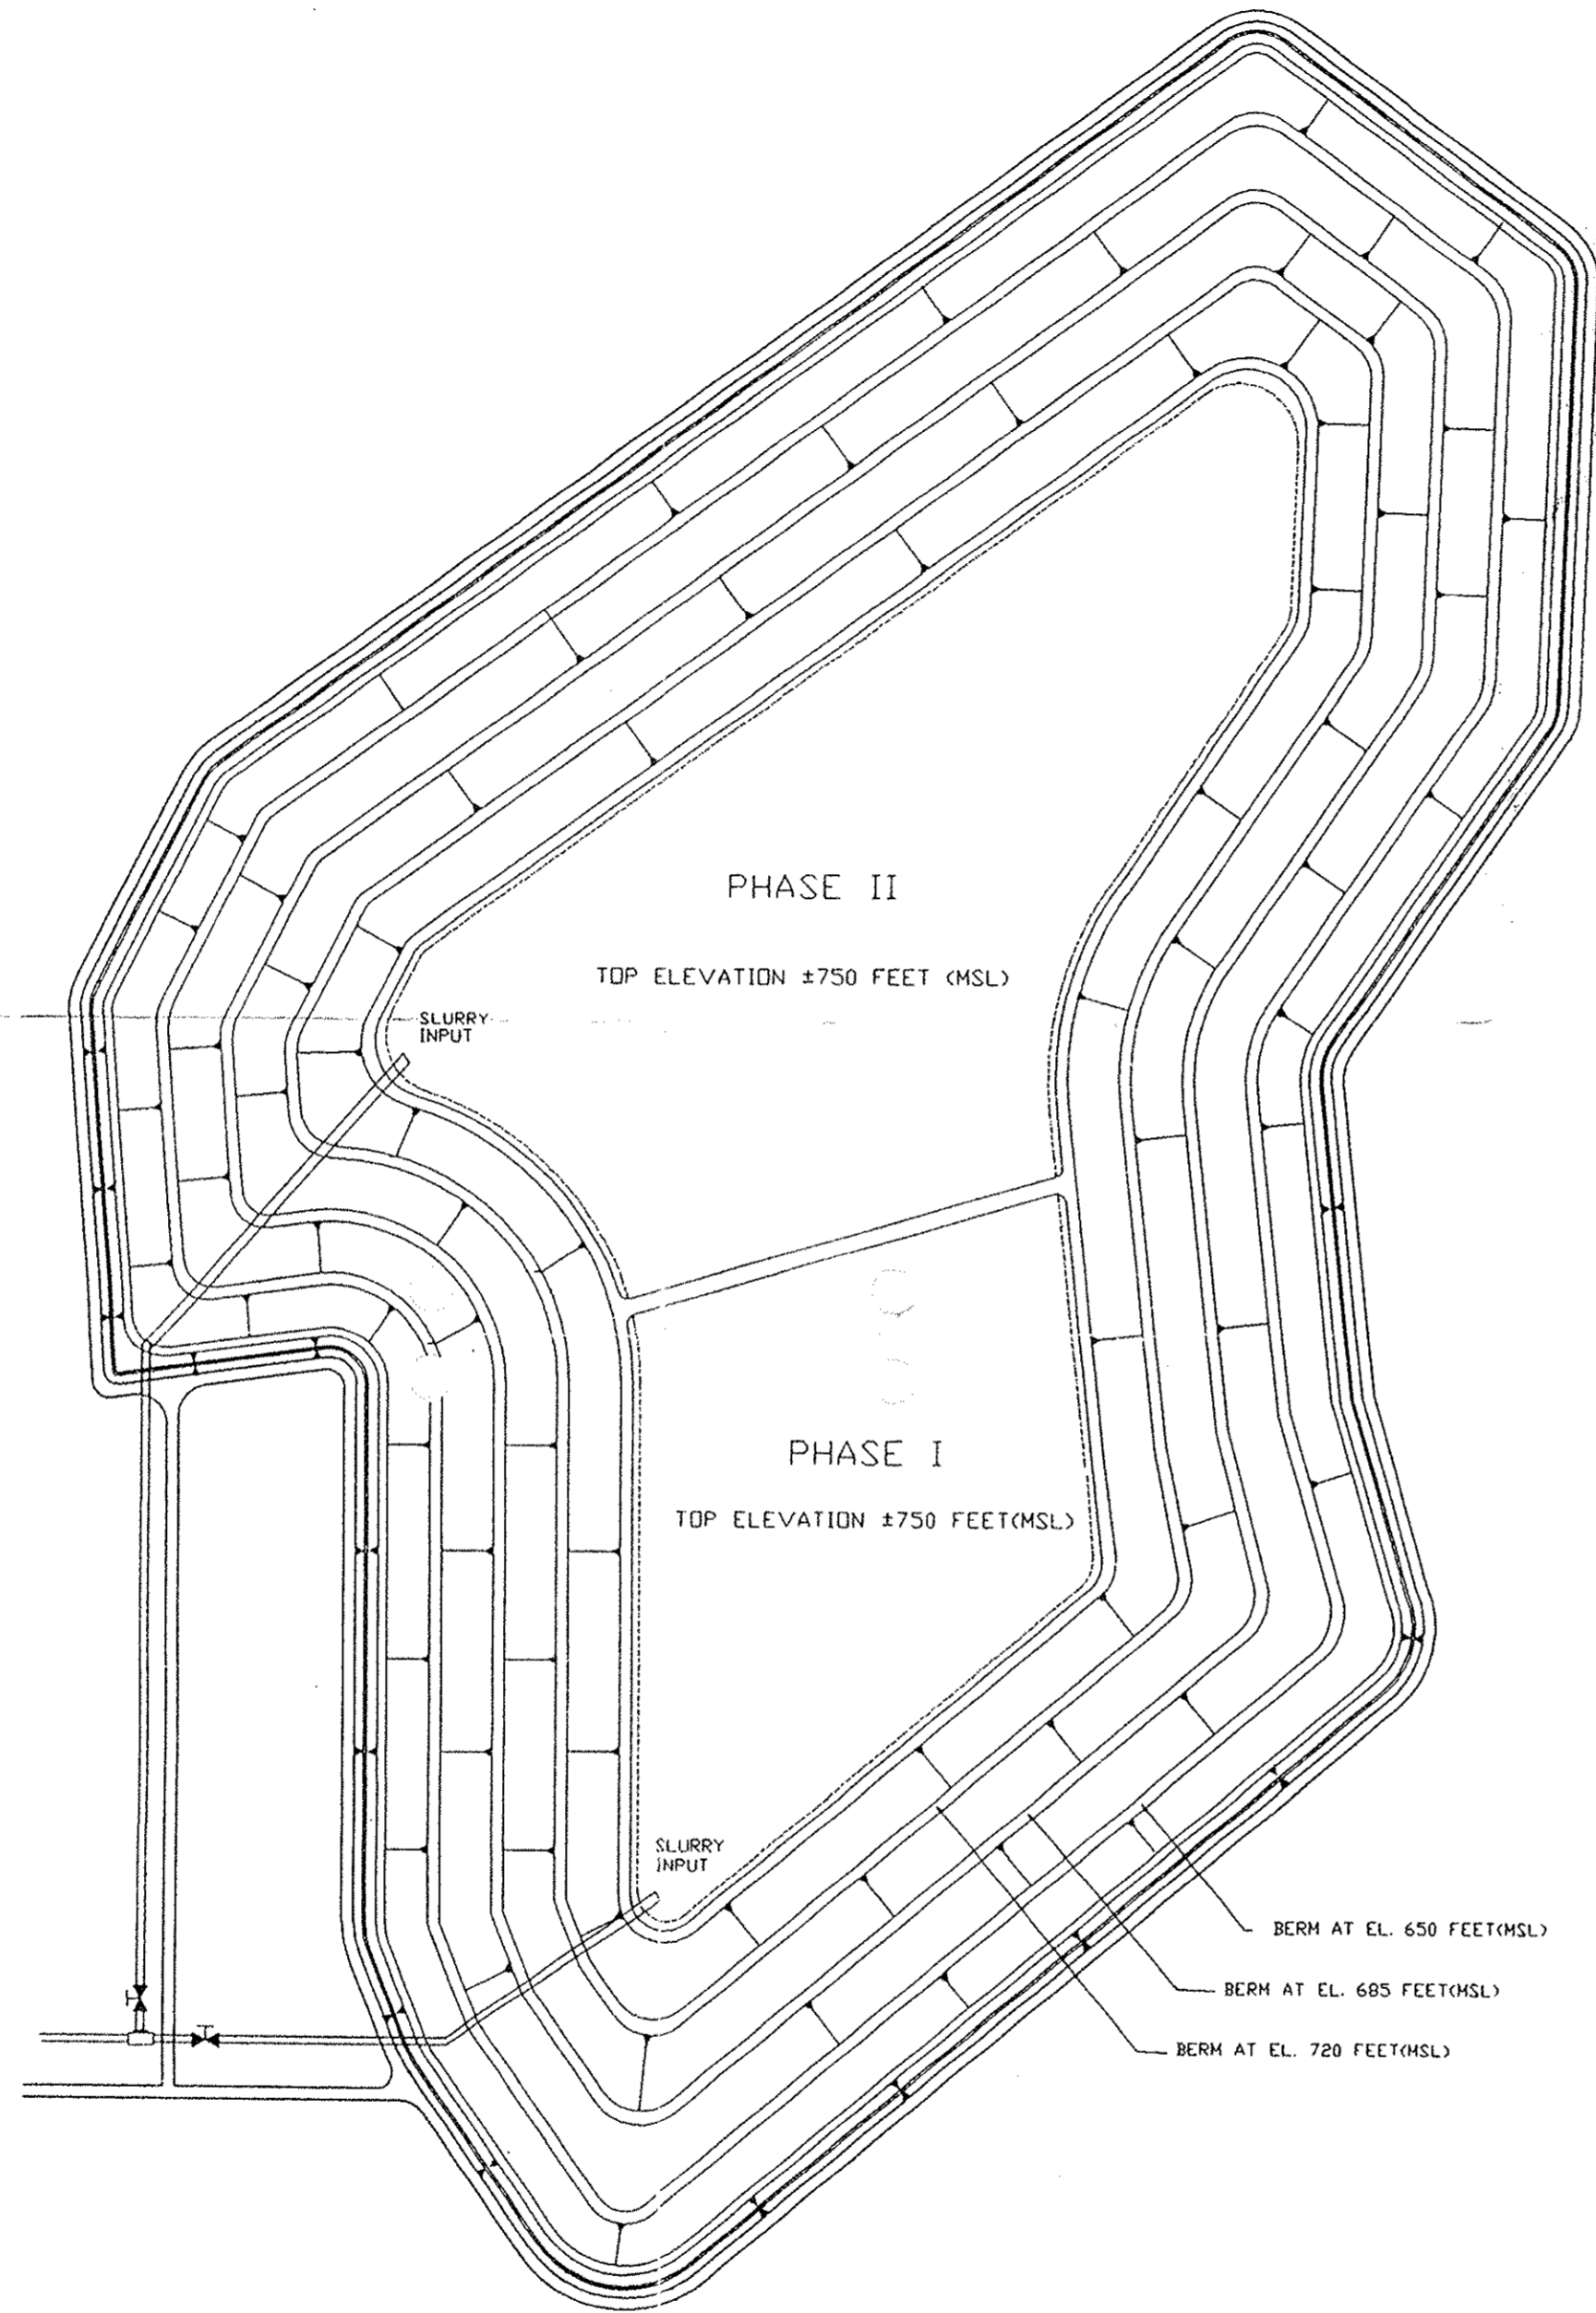 PHASE II
TOP ELEVATION ±750 FEET (MSL)
SLURRY
INPUT
PHASE I
TOP ELEVATION ±750 FEET(MSL)
SLURRY
INPUT
BERM AT EL. 650 FEET(MSL)
BERM AT EL. 685 FEET(MSL)
BERM AT EL. 720 FEET(MSL)